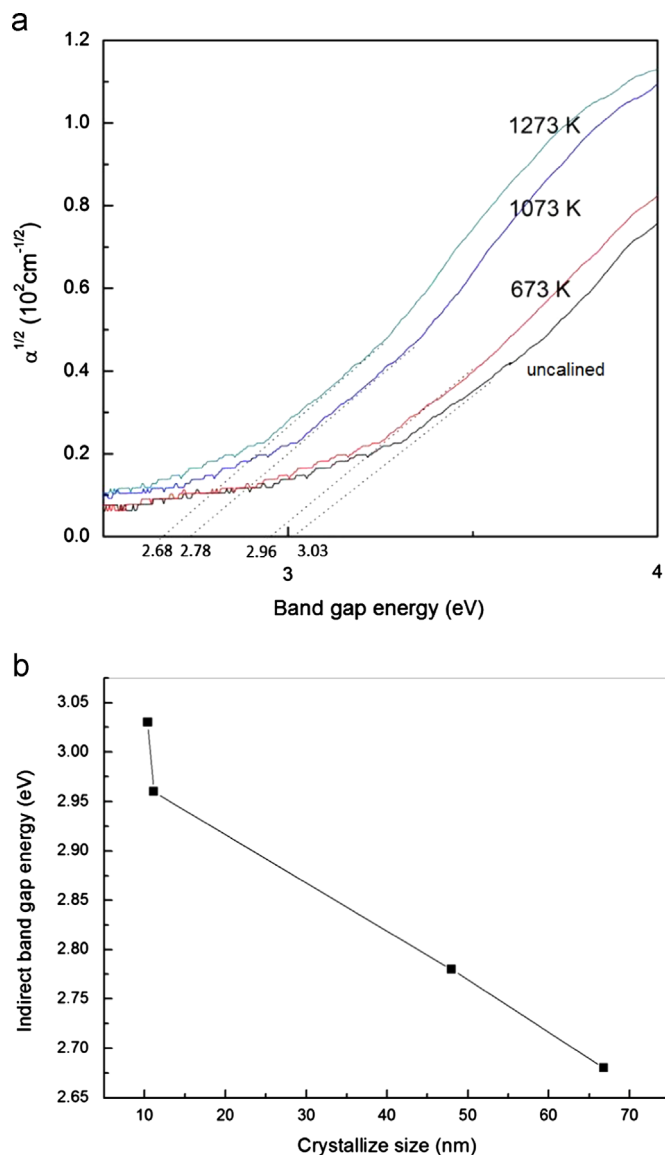 a
1.2
1.0
0.8
0.6
0.4
0.2
0.0
α^1/2 (10^2cm^-1/2)
1273 K
1073 K
673 K
uncalined
2.68 2.78 2.96 3.03
3 4
Band gap energy (eV)
b
3.05
3.00
2.95
2.90
2.85
2.80
2.75
2.70
2.65
Indirect band gap energy (eV)
10 20 30 40 50 60 70
Crystallize size (nm)